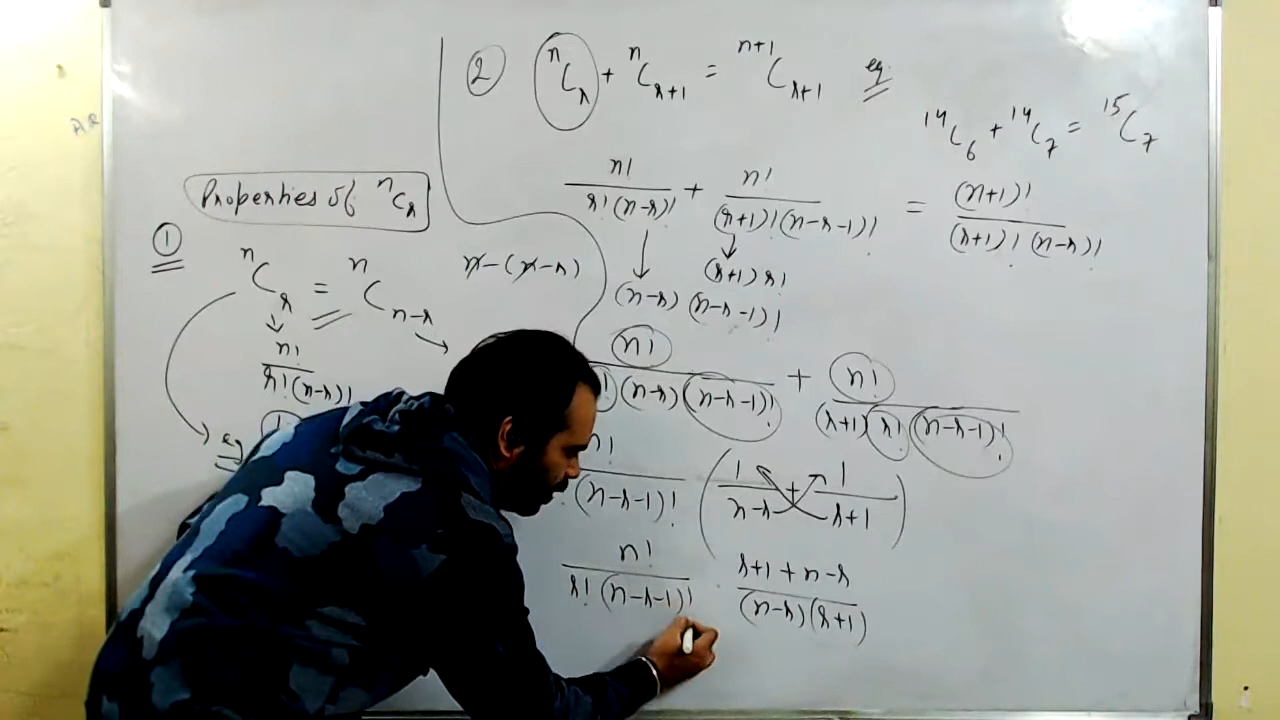 Properties of ⁿCᵣ
①
ⁿCᵣ = ⁿCₙ₋ᵣ
n!
r!(n-r)!
eg
n-(n-r)
② ⁿCᵣ + ⁿCᵣ₊₁ = ⁿ⁺¹Cᵣ₊₁ eg.
¹⁴C₆ + ¹⁴C₇ = ¹⁵C₇
n!/r!(n-r)! + n!/(r+1)!(n-r-1)! = (n+1)!/(r+1)!(n-r)!
(r+1)r!
(n-r)(n-r-1)!
n!/!(n-r)(n-r-1)! + n!/(r+1)r!(n-r-1)!
n!/(n-r-1)! (1/n-r + 1/r+1)
n!/r!(n-r-1)! · r+1+n-r/(n-r)(r+1)